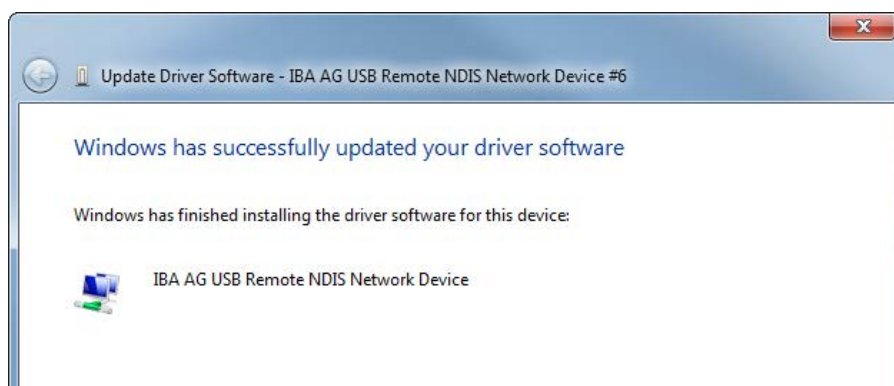 Update Driver Software - IBA AG USB Remote NDIS Network Device #6
Windows has successfully updated your driver software
Windows has finished installing the driver software for this device:
IBA AG USB Remote NDIS Network Device